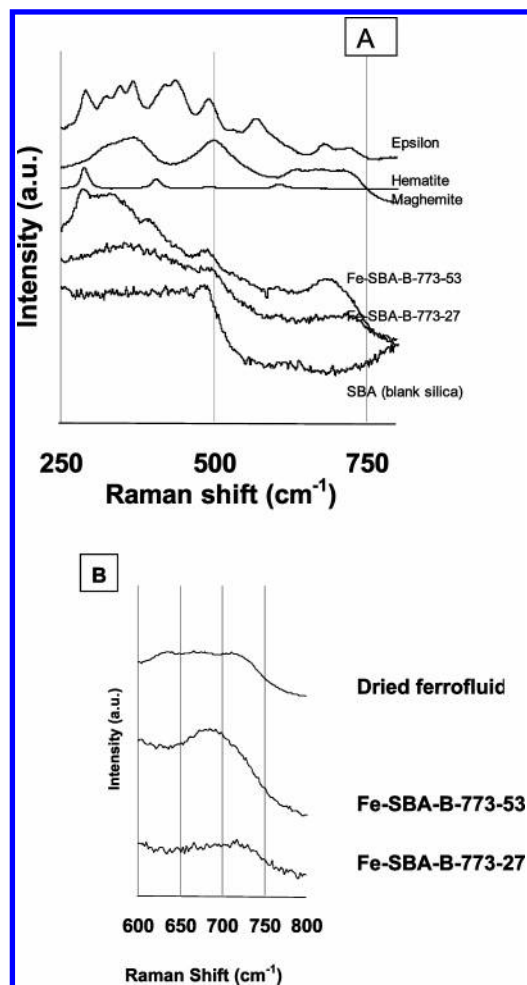 A
Epsilon
Hematite
Maghemite
Fe-SBA-B-773-53
Fe-SBA-B-773-27
SBA (blank silica)
Intensity (a.u.)
250 500 750
Raman shift (cm-1)
B
Intensity (a.u.)
Dried ferrofluid
Fe-SBA-B-773-53
Fe-SBA-B-773-27
600 650 700 750 800
Raman Shift (cm-1)